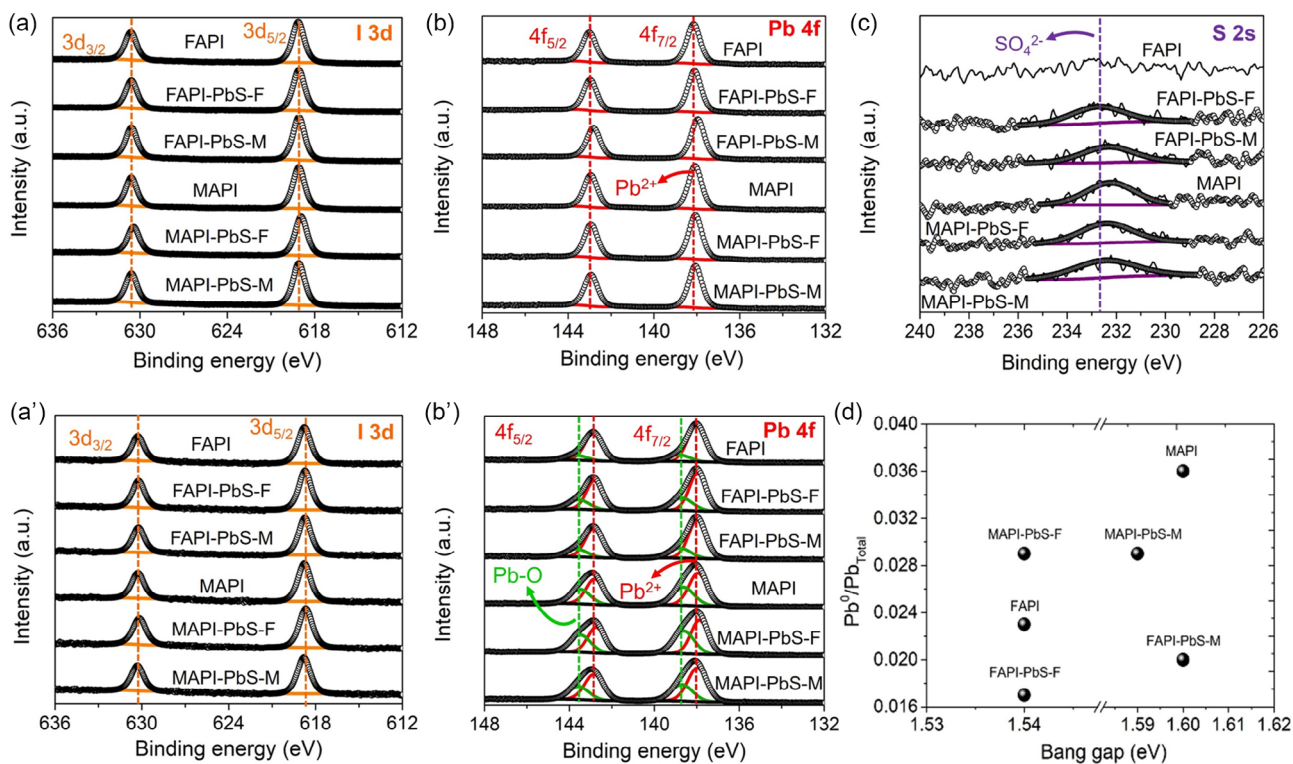 (a)
I 3d
3d3/2
3d5/2
FAPI
FAPI-PbS-F
FAPI-PbS-M
MAPI
MAPI-PbS-F
MAPI-PbS-M
Intensity (a.u.)
636 630 624 618 612
Binding energy (eV)
(b)
Pb 4f
4f5/2
4f7/2
FAPI
FAPI-PbS-F
FAPI-PbS-M
Pb2+
MAPI
MAPI-PbS-F
MAPI-PbS-M
Intensity (a.u.)
148 144 140 136 132
Binding energy (eV)
(c)
S 2s
SO42-
FAPI
FAPI-PbS-F
FAPI-PbS-M
MAPI
MAPI-PbS-F
MAPI-PbS-M
Intensity (a.u.)
240 235 232 230 228 226
Binding energy (eV)
(a')
I 3d
3d3/2
3d5/2
FAPI
FAPI-PbS-F
FAPI-PbS-M
MAPI
MAPI-PbS-F
MAPI-PbS-M
Intensity (a.u.)
636 630 624 618 612
Binding energy (eV)
(b')
Pb 4f
4f5/2
4f7/2
FAPI
FAPI-PbS-F
FAPI-PbS-M
Pb-O
Pb2+
MAPI
MAPI-PbS-F
MAPI-PbS-M
Intensity (a.u.)
148 144 140 136 132
Binding energy (eV)
(d)
0.040
0.036
0.032
0.028
0.024
0.020
0.016
Pb0/PbTotal
MAPI
MAPI-PbS-F
MAPI-PbS-M
FAPI
FAPI-PbS-M
FAPI-PbS-F
1.53 1.54 1.59 1.60 1.61 1.62
Bang gap (eV)